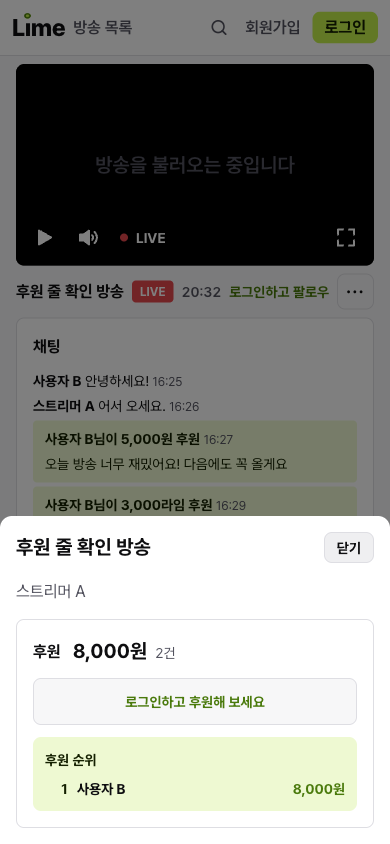 Lime 방송 목록 회원가입 로그인
방송을 불러오는 중입니다
LIVE
후원 줄 확인 방송 LIVE 20:32 로그인하고 팔로우 ...
채팅
사용자 B 안녕하세요! 16:25
스트리머 A 어서 오세요. 16:26
사용자 B님이 5,000원 후원 16:27
오늘 방송 너무 재밌어요! 다음에도 꼭 올게요
사용자 B님이 3,000라임 후원 16:29
후원 줄 확인 방송 닫기
스트리머 A
후원 8,000원 2건
로그인하고 후원해 보세요
후원 순위
1 사용자 B 8,000원